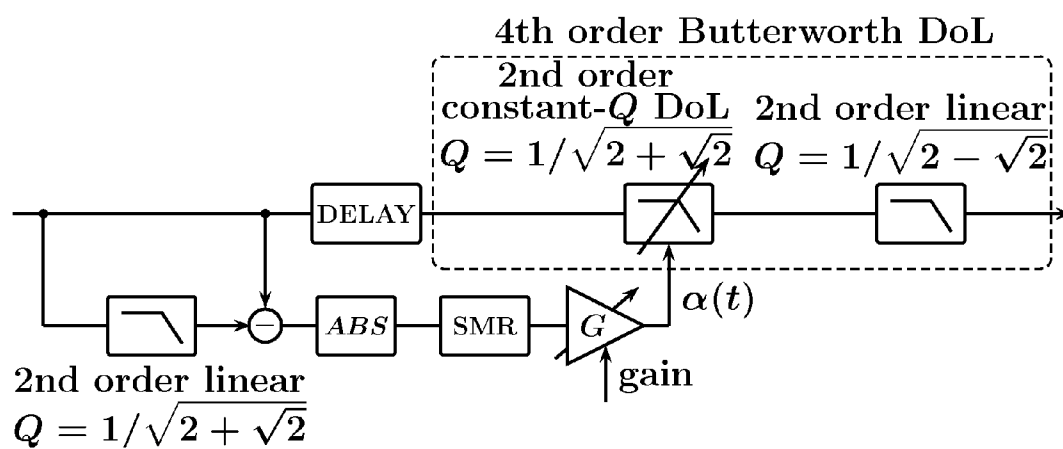 4th order Butterworth DoL
2nd order
constant-Q DoL
Q = 1/√(2 + √2)
2nd order linear
Q = 1/√(2 − √2)
DELAY
α(t)
−
ABS
SMR
G
gain
2nd order linear
Q = 1/√(2 + √2)